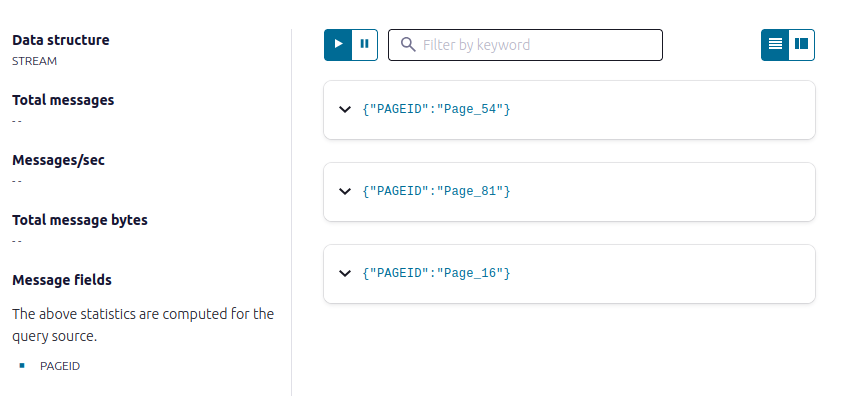 Data structure
STREAM
Total messages
--
Messages/sec
--
Total message bytes
--
Message fields
The above statistics are computed for the
query source.
PAGEID
Filter by keyword
{"PAGEID":"Page_54"}
{"PAGEID":"Page_81"}
{"PAGEID":"Page_16"}